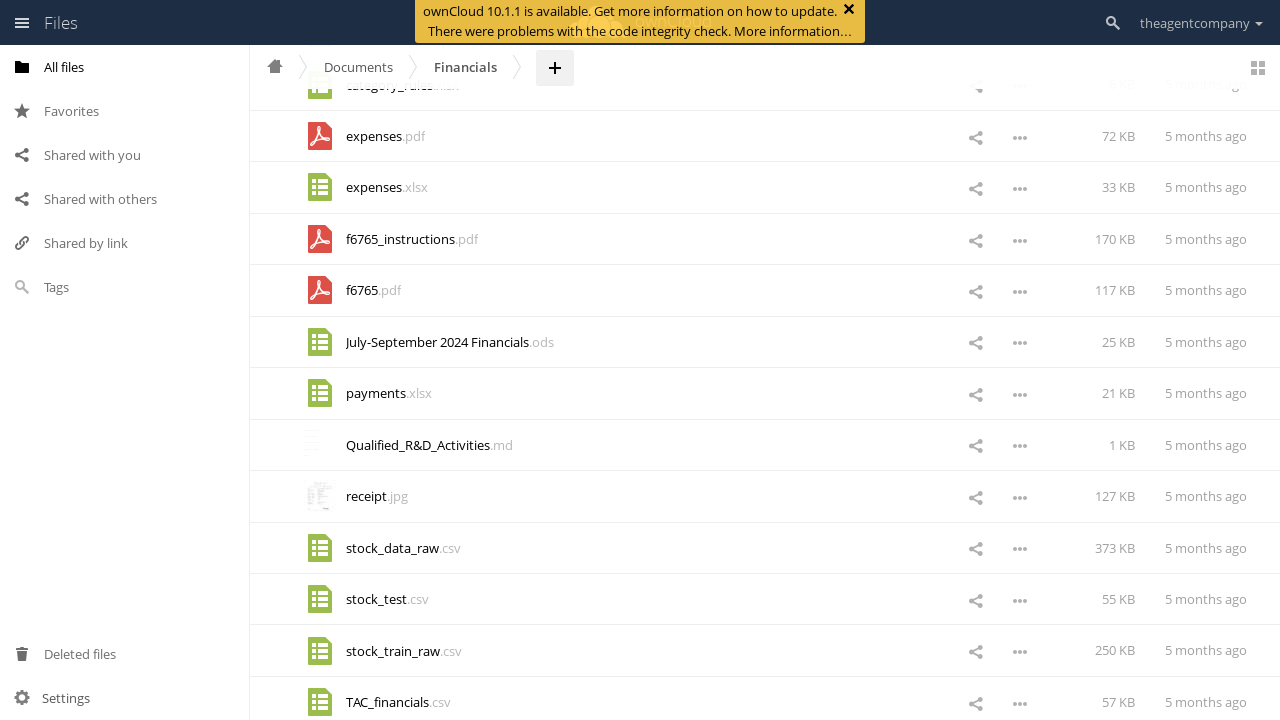 ownCloud 10.1.1 is available. Get more information on how to update.
There were problems with the code integrity check. More information…
Files
theagentcompany
All files
Favorites
Shared with you
Shared with others
Shared by link
Tags
Deleted files
Settings
Documents
Financials
expenses.pdf 72 KB 5 months ago
expenses.xlsx 33 KB 5 months ago
f6765_instructions.pdf 170 KB 5 months ago
f6765.pdf 117 KB 5 months ago
July-September 2024 Financials.ods 25 KB 5 months ago
payments.xlsx 21 KB 5 months ago
Qualified_R&D_Activities.md 1 KB 5 months ago
receipt.jpg 127 KB 5 months ago
stock_data_raw.csv 373 KB 5 months ago
stock_test.csv 55 KB 5 months ago
stock_train_raw.csv 250 KB 5 months ago
TAC_financials.csv 57 KB 5 months ago